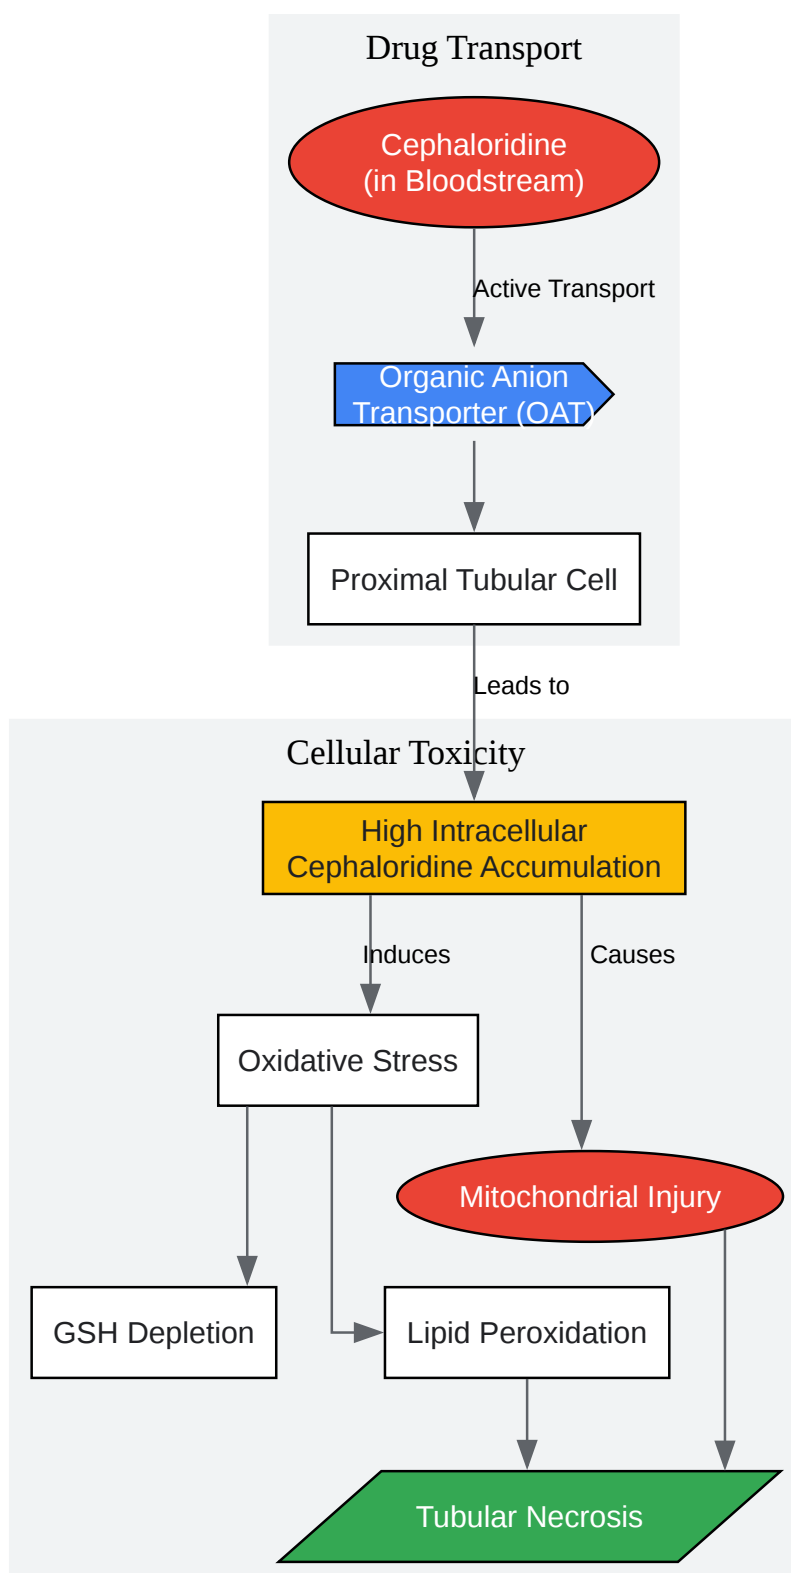 Drug Transport
Cephaloridine
(in Bloodstream)
Active Transport
Organic Anion
Transporter (OAT)
Proximal Tubular Cell
Leads to
Cellular Toxicity
High Intracellular
Cephaloridine Accumulation
Induces
Causes
Oxidative Stress
Mitochondrial Injury
GSH Depletion
Lipid Peroxidation
Tubular Necrosis